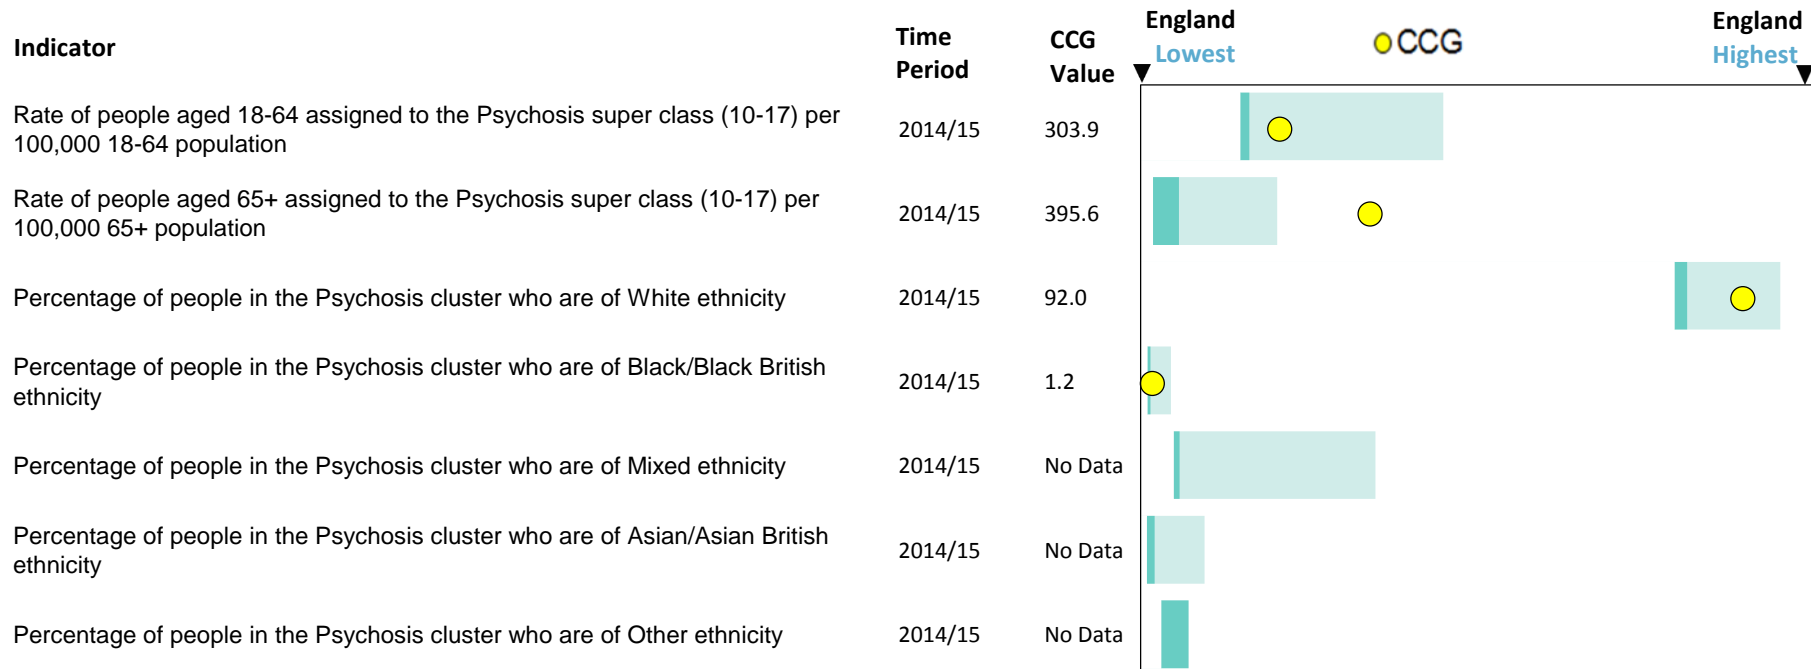 Indicator
Time
Period
CCG
Value
England
Lowest
CCG
England
Highest
Rate of people aged 18-64 assigned to the Psychosis super class (10-17) per
100,000 18-64 population
2014/15
303.9
Rate of people aged 65+ assigned to the Psychosis super class (10-17) per
100,000 65+ population
2014/15
395.6
Percentage of people in the Psychosis cluster who are of White ethnicity
2014/15
92.0
Percentage of people in the Psychosis cluster who are of Black/Black British
ethnicity
2014/15
1.2
Percentage of people in the Psychosis cluster who are of Mixed ethnicity
2014/15
No Data
Percentage of people in the Psychosis cluster who are of Asian/Asian British
ethnicity
2014/15
No Data
Percentage of people in the Psychosis cluster who are of Other ethnicity
2014/15
No Data